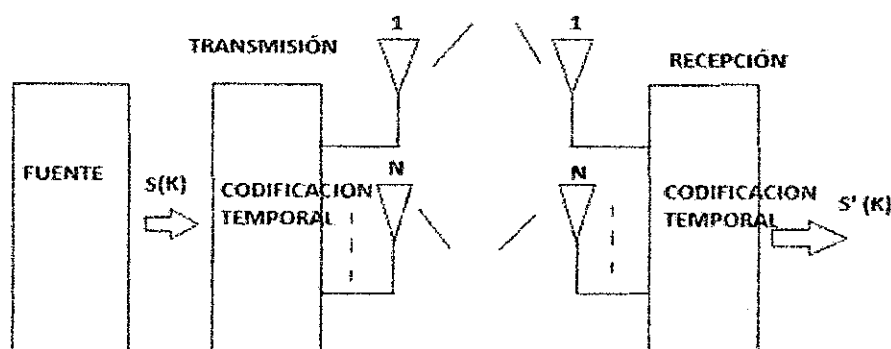 TRANSMISIÓN
1
1
RECEPCIÓN
FUENTE
S(K)
CODIFICACION
TEMPORAL
N
N
CODIFICACION
TEMPORAL
S' (K)